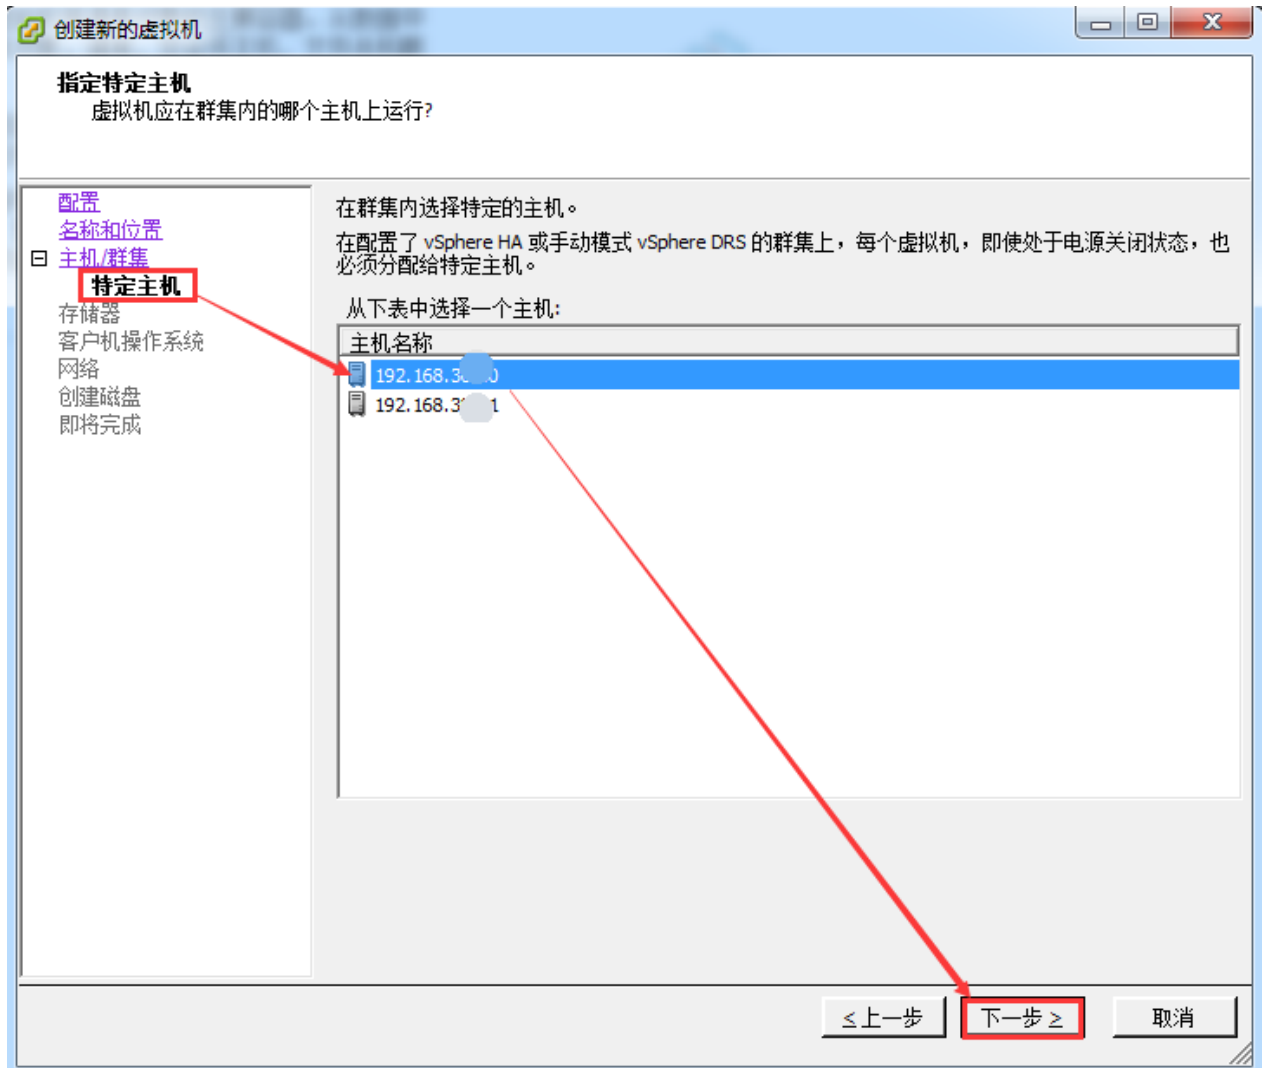 创建新的虚拟机
指定特定主机
虚拟机应在群集内的哪个主机上运行?
配置
名称和位置
主机/群集
特定主机
存储器
客户机操作系统
网络
创建磁盘
即将完成
在群集内选择特定的主机。
在配置了 vSphere HA 或手动模式 vSphere DRS 的群集上，每个虚拟机，即使处于电源关闭状态，也
必须分配给特定主机。
从下表中选择一个主机:
主机名称
192.168.3
192.168.3
≤上一步
下一步 ≥
取消